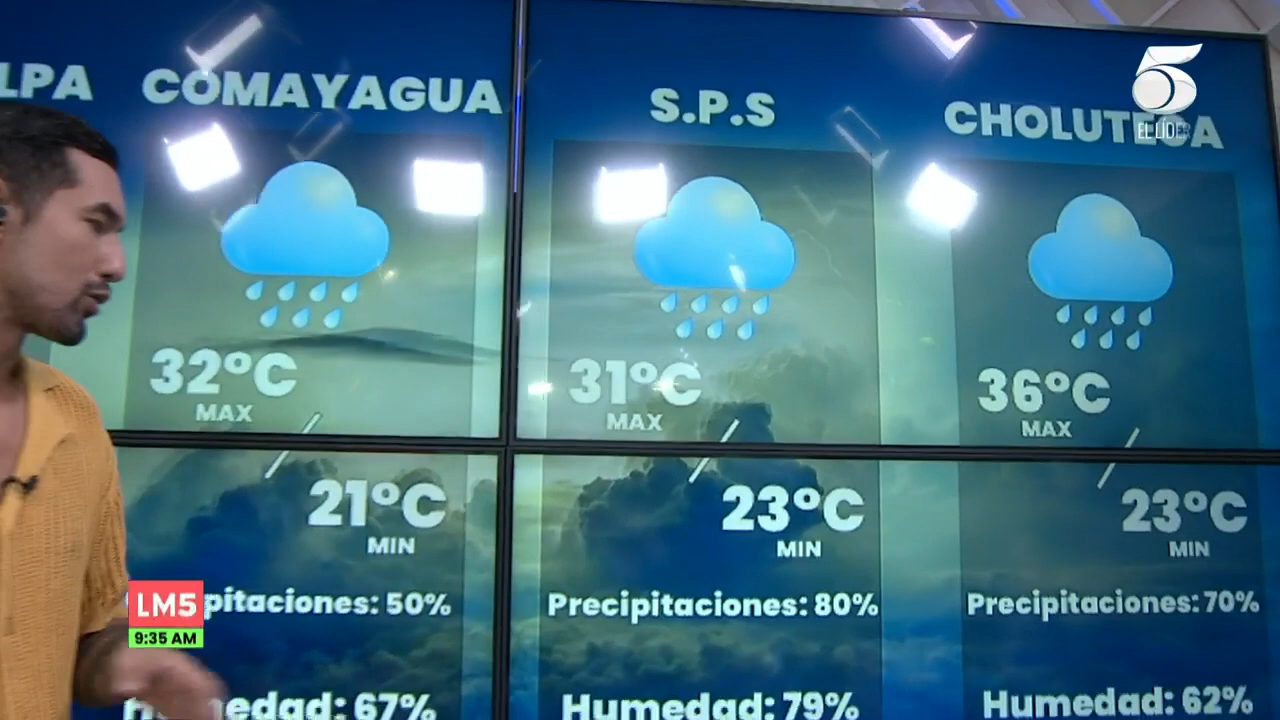 LPA
COMAYAGUA
32°C
MAX
21°C
MIN
pitaciones: 50%
Humedad: 67%
S.P.S
31°C
MAX
23°C
MIN
Precipitaciones: 80%
Humedad: 79%
CHOLUTECA
36°C
MAX
23°C
MIN
Precipitaciones: 70%
Humedad: 62%
5
EL LÍDER
LM5
9:35 AM